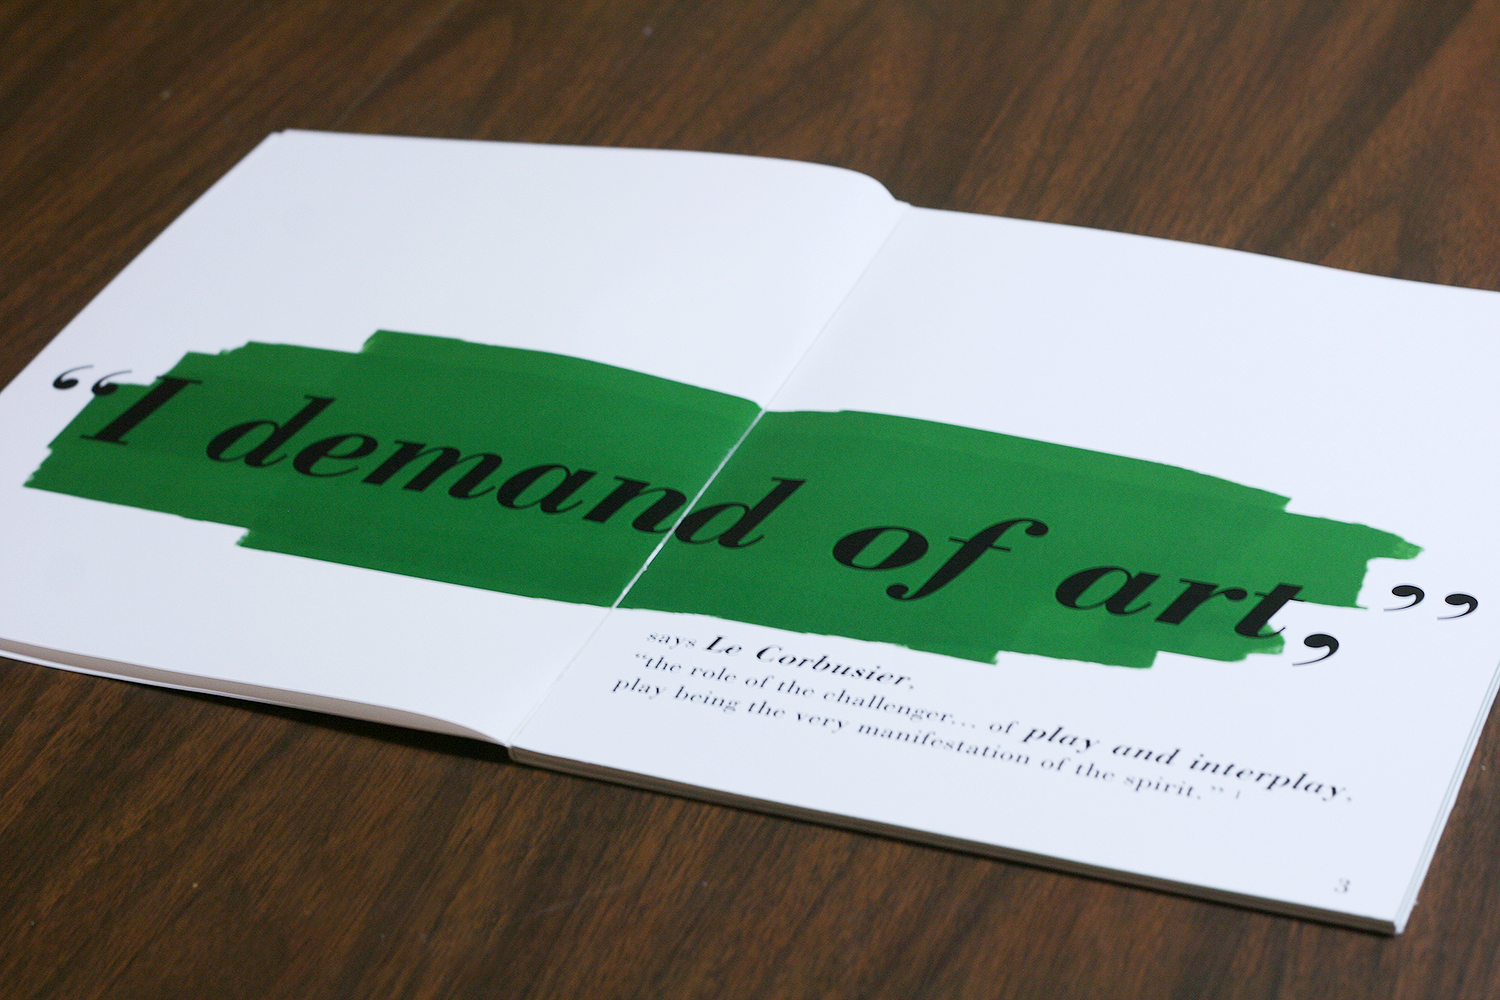 “I demand of art,”
says Le Corbusier,
“the role of the challenger... of play and interplay,
play being the very manifestation of the spirit.” 1
3